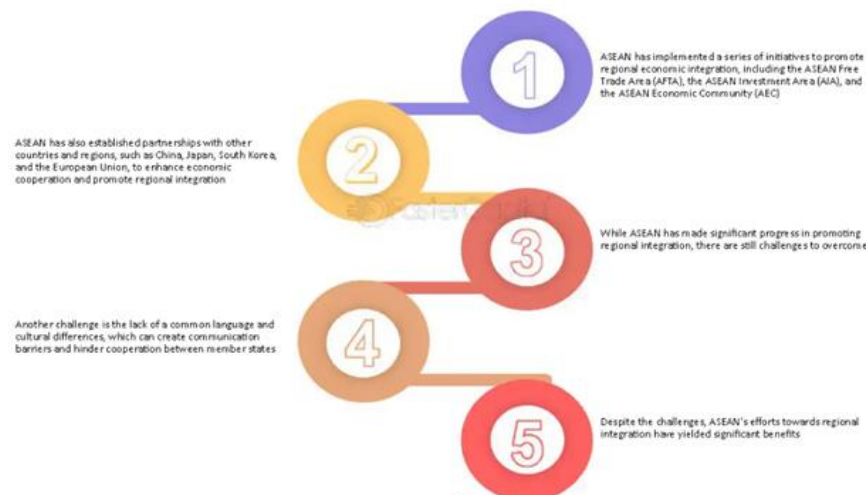 1
ASEAN has implemented a series of initiatives to promote
regional economic integration, including the ASEAN Free
Trade Area (AFTA), the ASEAN Investment Area (AIA), and
the ASEAN Economic Community (AEC)
2
ASEAN has also established partnerships with other
countries and regions, such as China, Japan, South Korea,
and the European Union, to enhance economic
cooperation and promote regional integration
FasterCapital
3
While ASEAN has made significant progress in promoting
regional integration, there are still challenges to overcome
4
Another challenge is the lack of a common language and
cultural differences, which can create communication
barriers and hinder cooperation between member states
5
Despite the challenges, ASEAN's efforts towards regional
integration have yielded significant benefits